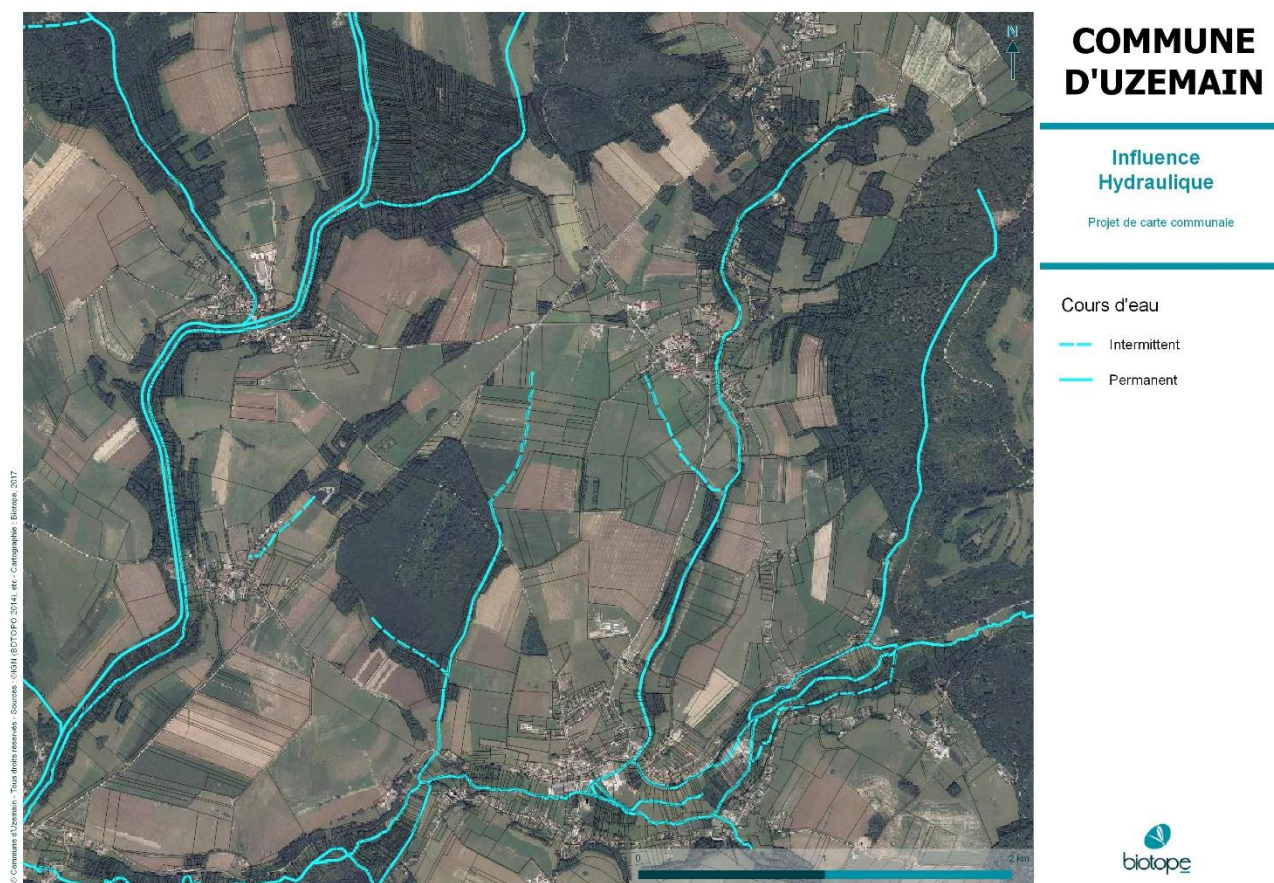 N
COMMUNE
D'UZEMAIN
Influence
Hydraulique
Projet de carte communale
Cours d'eau
Intermittent
Permanent
© Commune d'Uzemain - Tous droits réservés - Sources : ©IGN (BDTOPO 2014), etc - Cartographie : Biotope, 2017
0 1 2 km
biotope